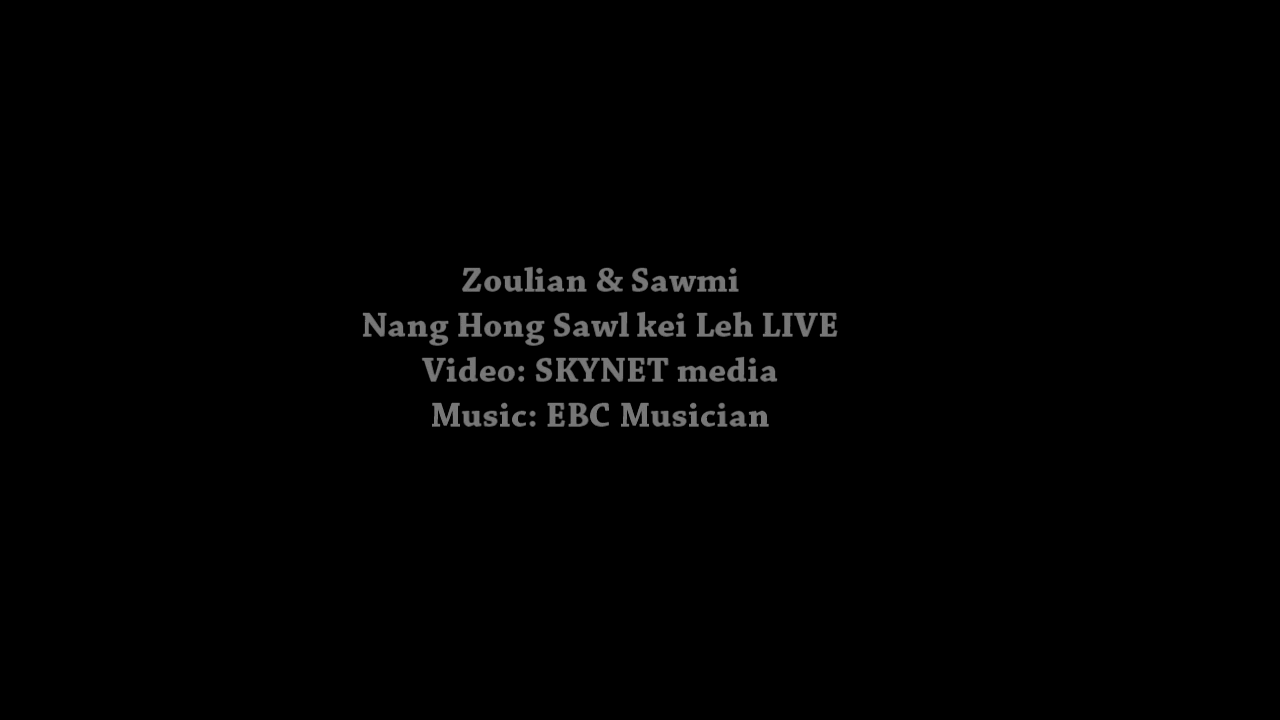 Zoulian & Sawmi
Nang Hong Sawl kei Leh LIVE
Video: SKYNET media
Music: EBC Musician